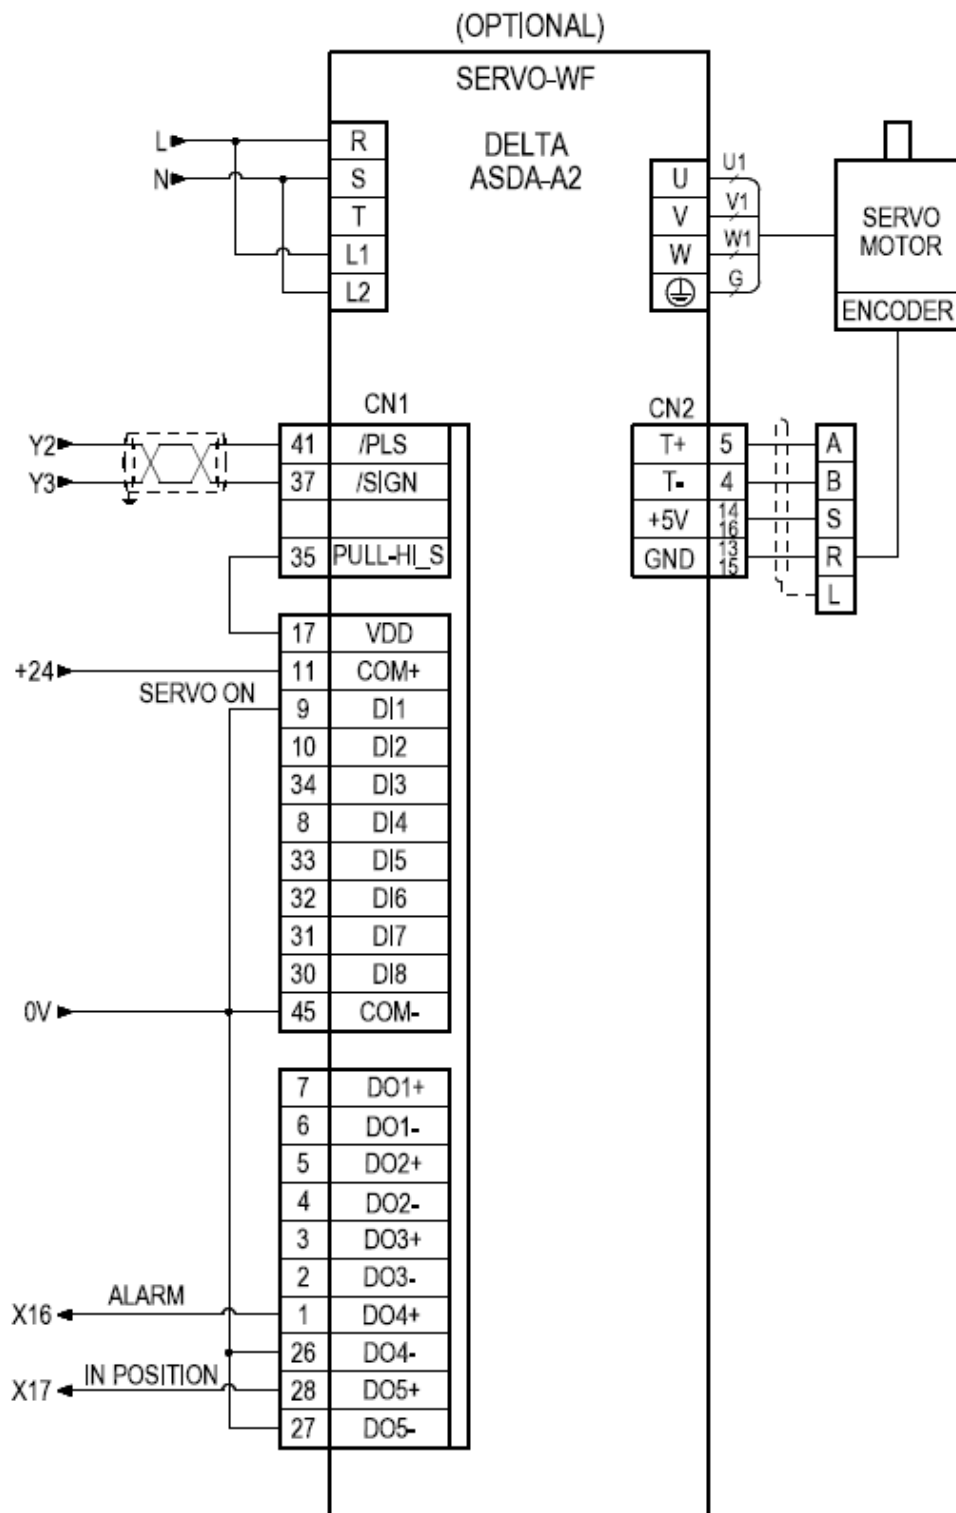 (OPTIONAL)
SERVO-WF
DELTA
ASDA-A2
L R
N S
T
L1
L2
U U1
V V1
W W1
G
SERVO
MOTOR
ENCODER
CN1
Y2 41 /PLS
Y3 37 /SIGN
35 PULL-HI_S
CN2
T+ 5 A
T- 4 B
+5V 14 16 S
GND 13 15 R
L
17 VDD
+24 11 COM+
SERVO ON 9 DI1
10 DI2
34 DI3
8 DI4
33 DI5
32 DI6
31 DI7
30 DI8
0V 45 COM-
7 DO1+
6 DO1-
5 DO2+
4 DO2-
3 DO3+
2 DO3-
X16 ALARM 1 DO4+
26 DO4-
X17 IN POSITION 28 DO5+
27 DO5-